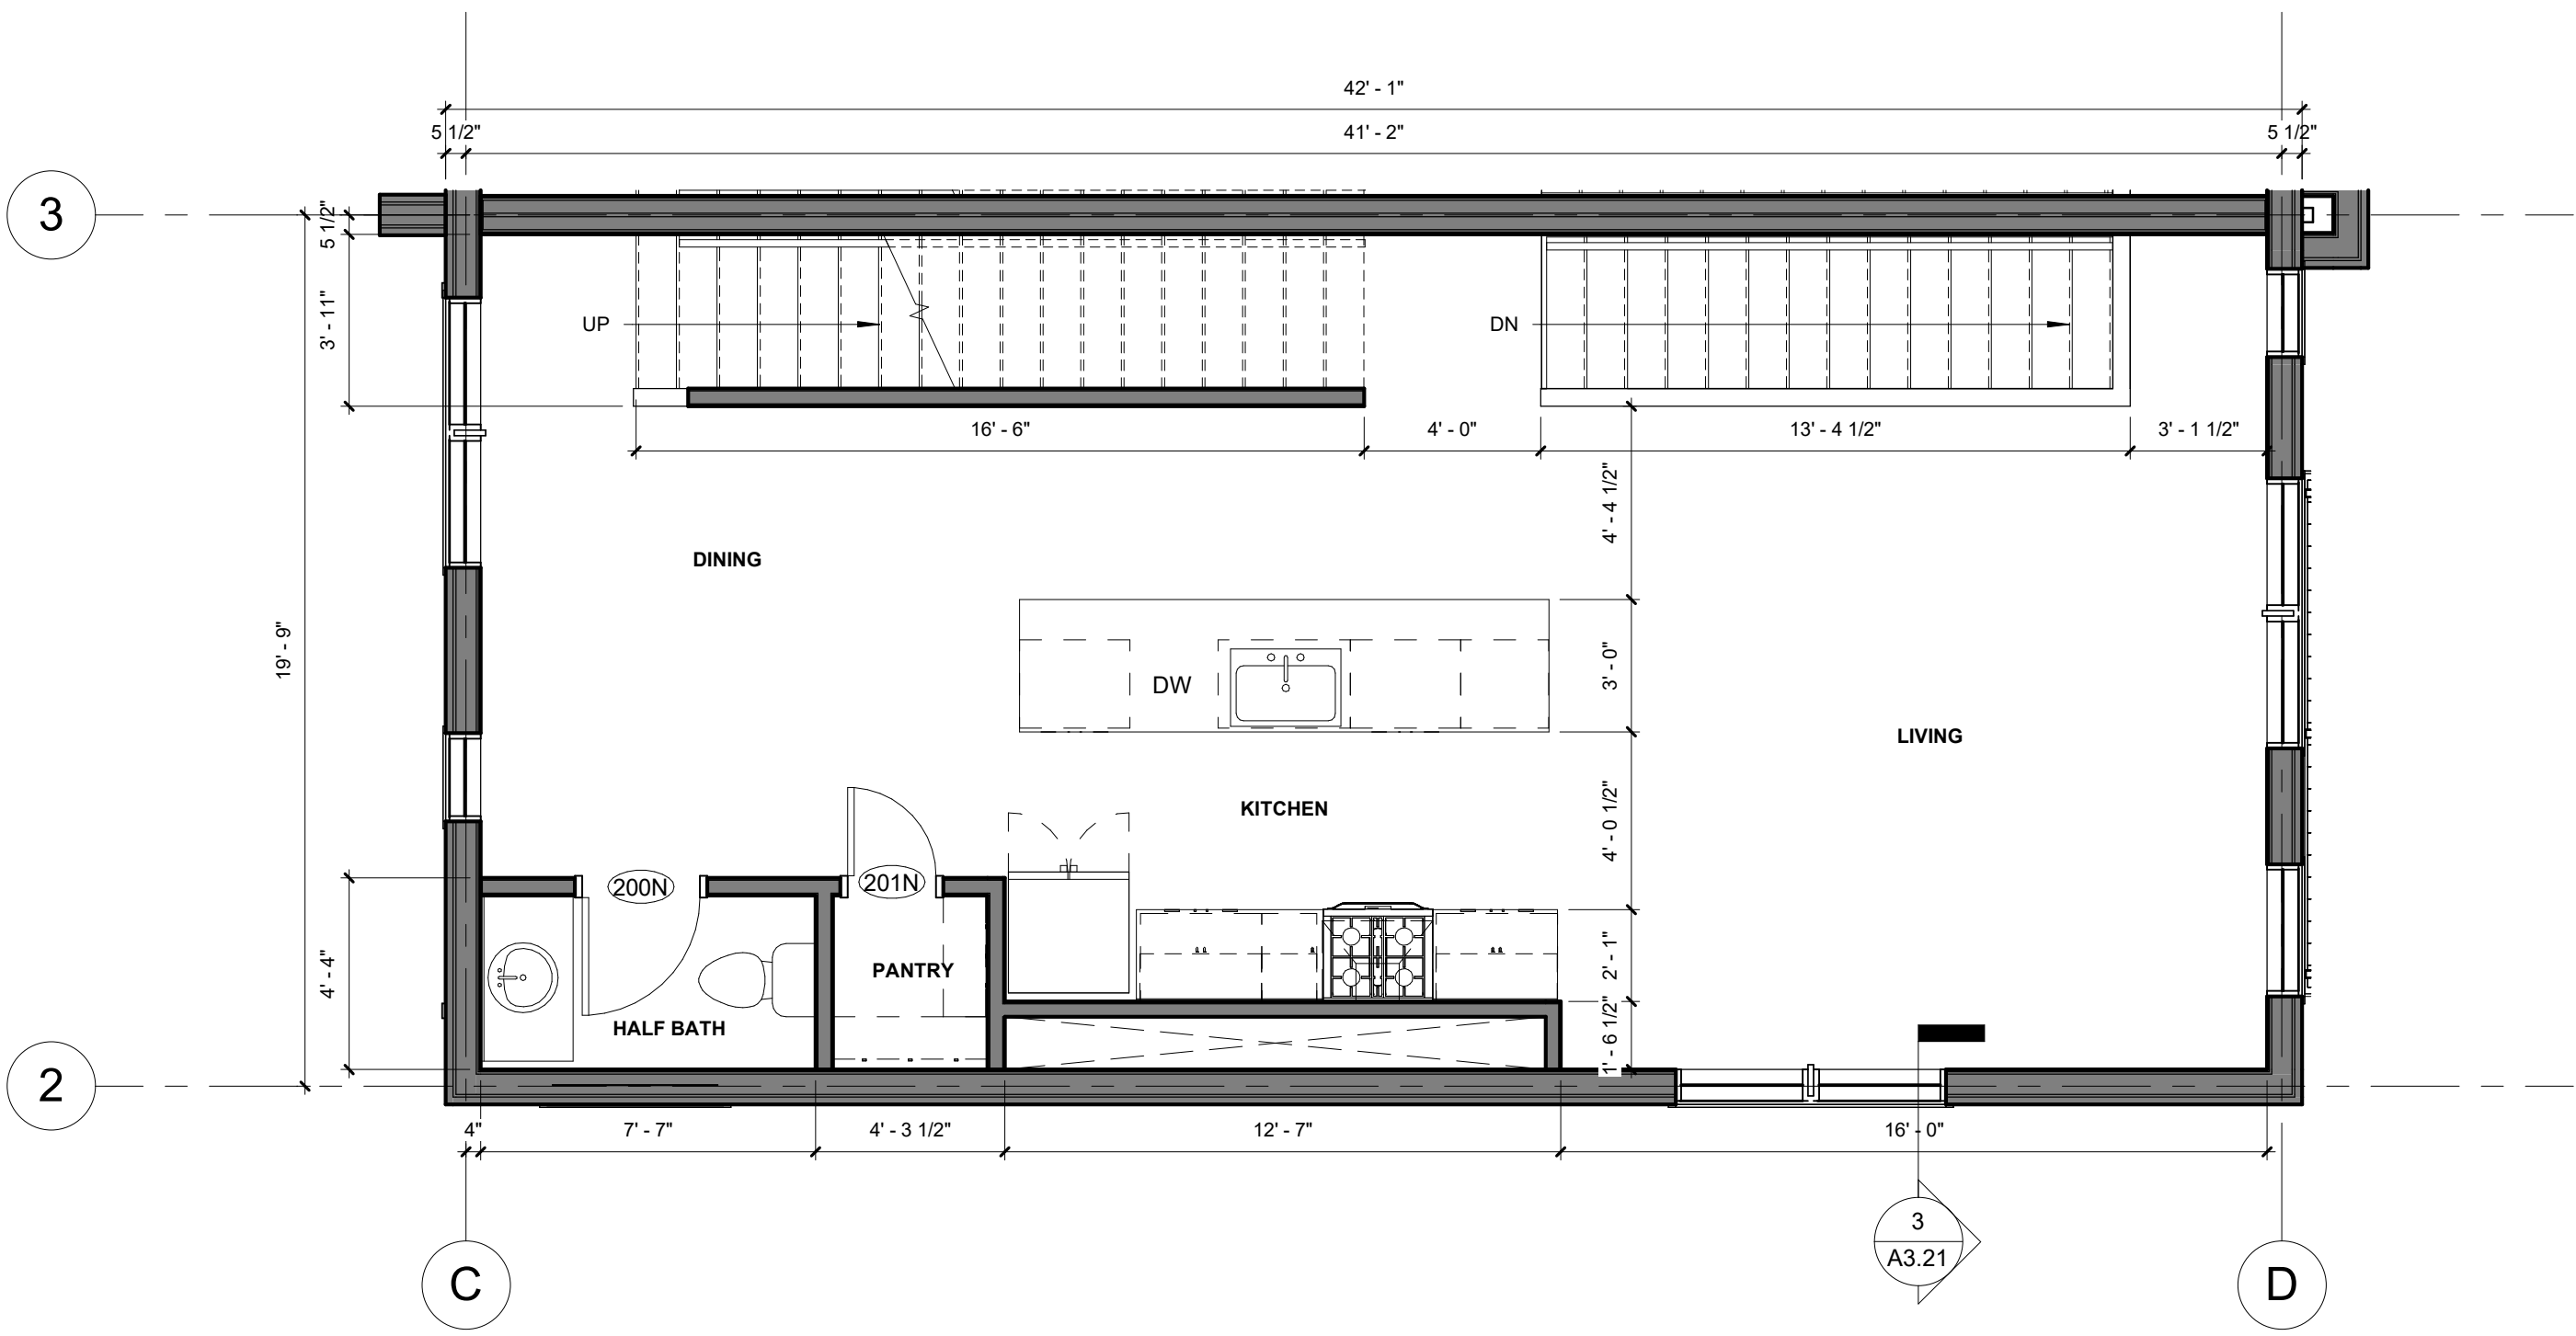 42' - 1"
5 1/2"
41' - 2"
5 1/2"
3
5 1/2"
3' - 11"
UP
DN
16' - 6"
4' - 0"
13' - 4 1/2"
3' - 1 1/2"
4' - 4 1/2"
DINING
19' - 9"
3' - 0"
DW
LIVING
KITCHEN
4' - 0 1/2"
200N
201N
4' - 4"
PANTRY
2' - 1"
HALF BATH
1' - 6 1/2"
2
4"
7' - 7"
4' - 3 1/2"
12' - 7"
16' - 0"
3
A3.21
C
D